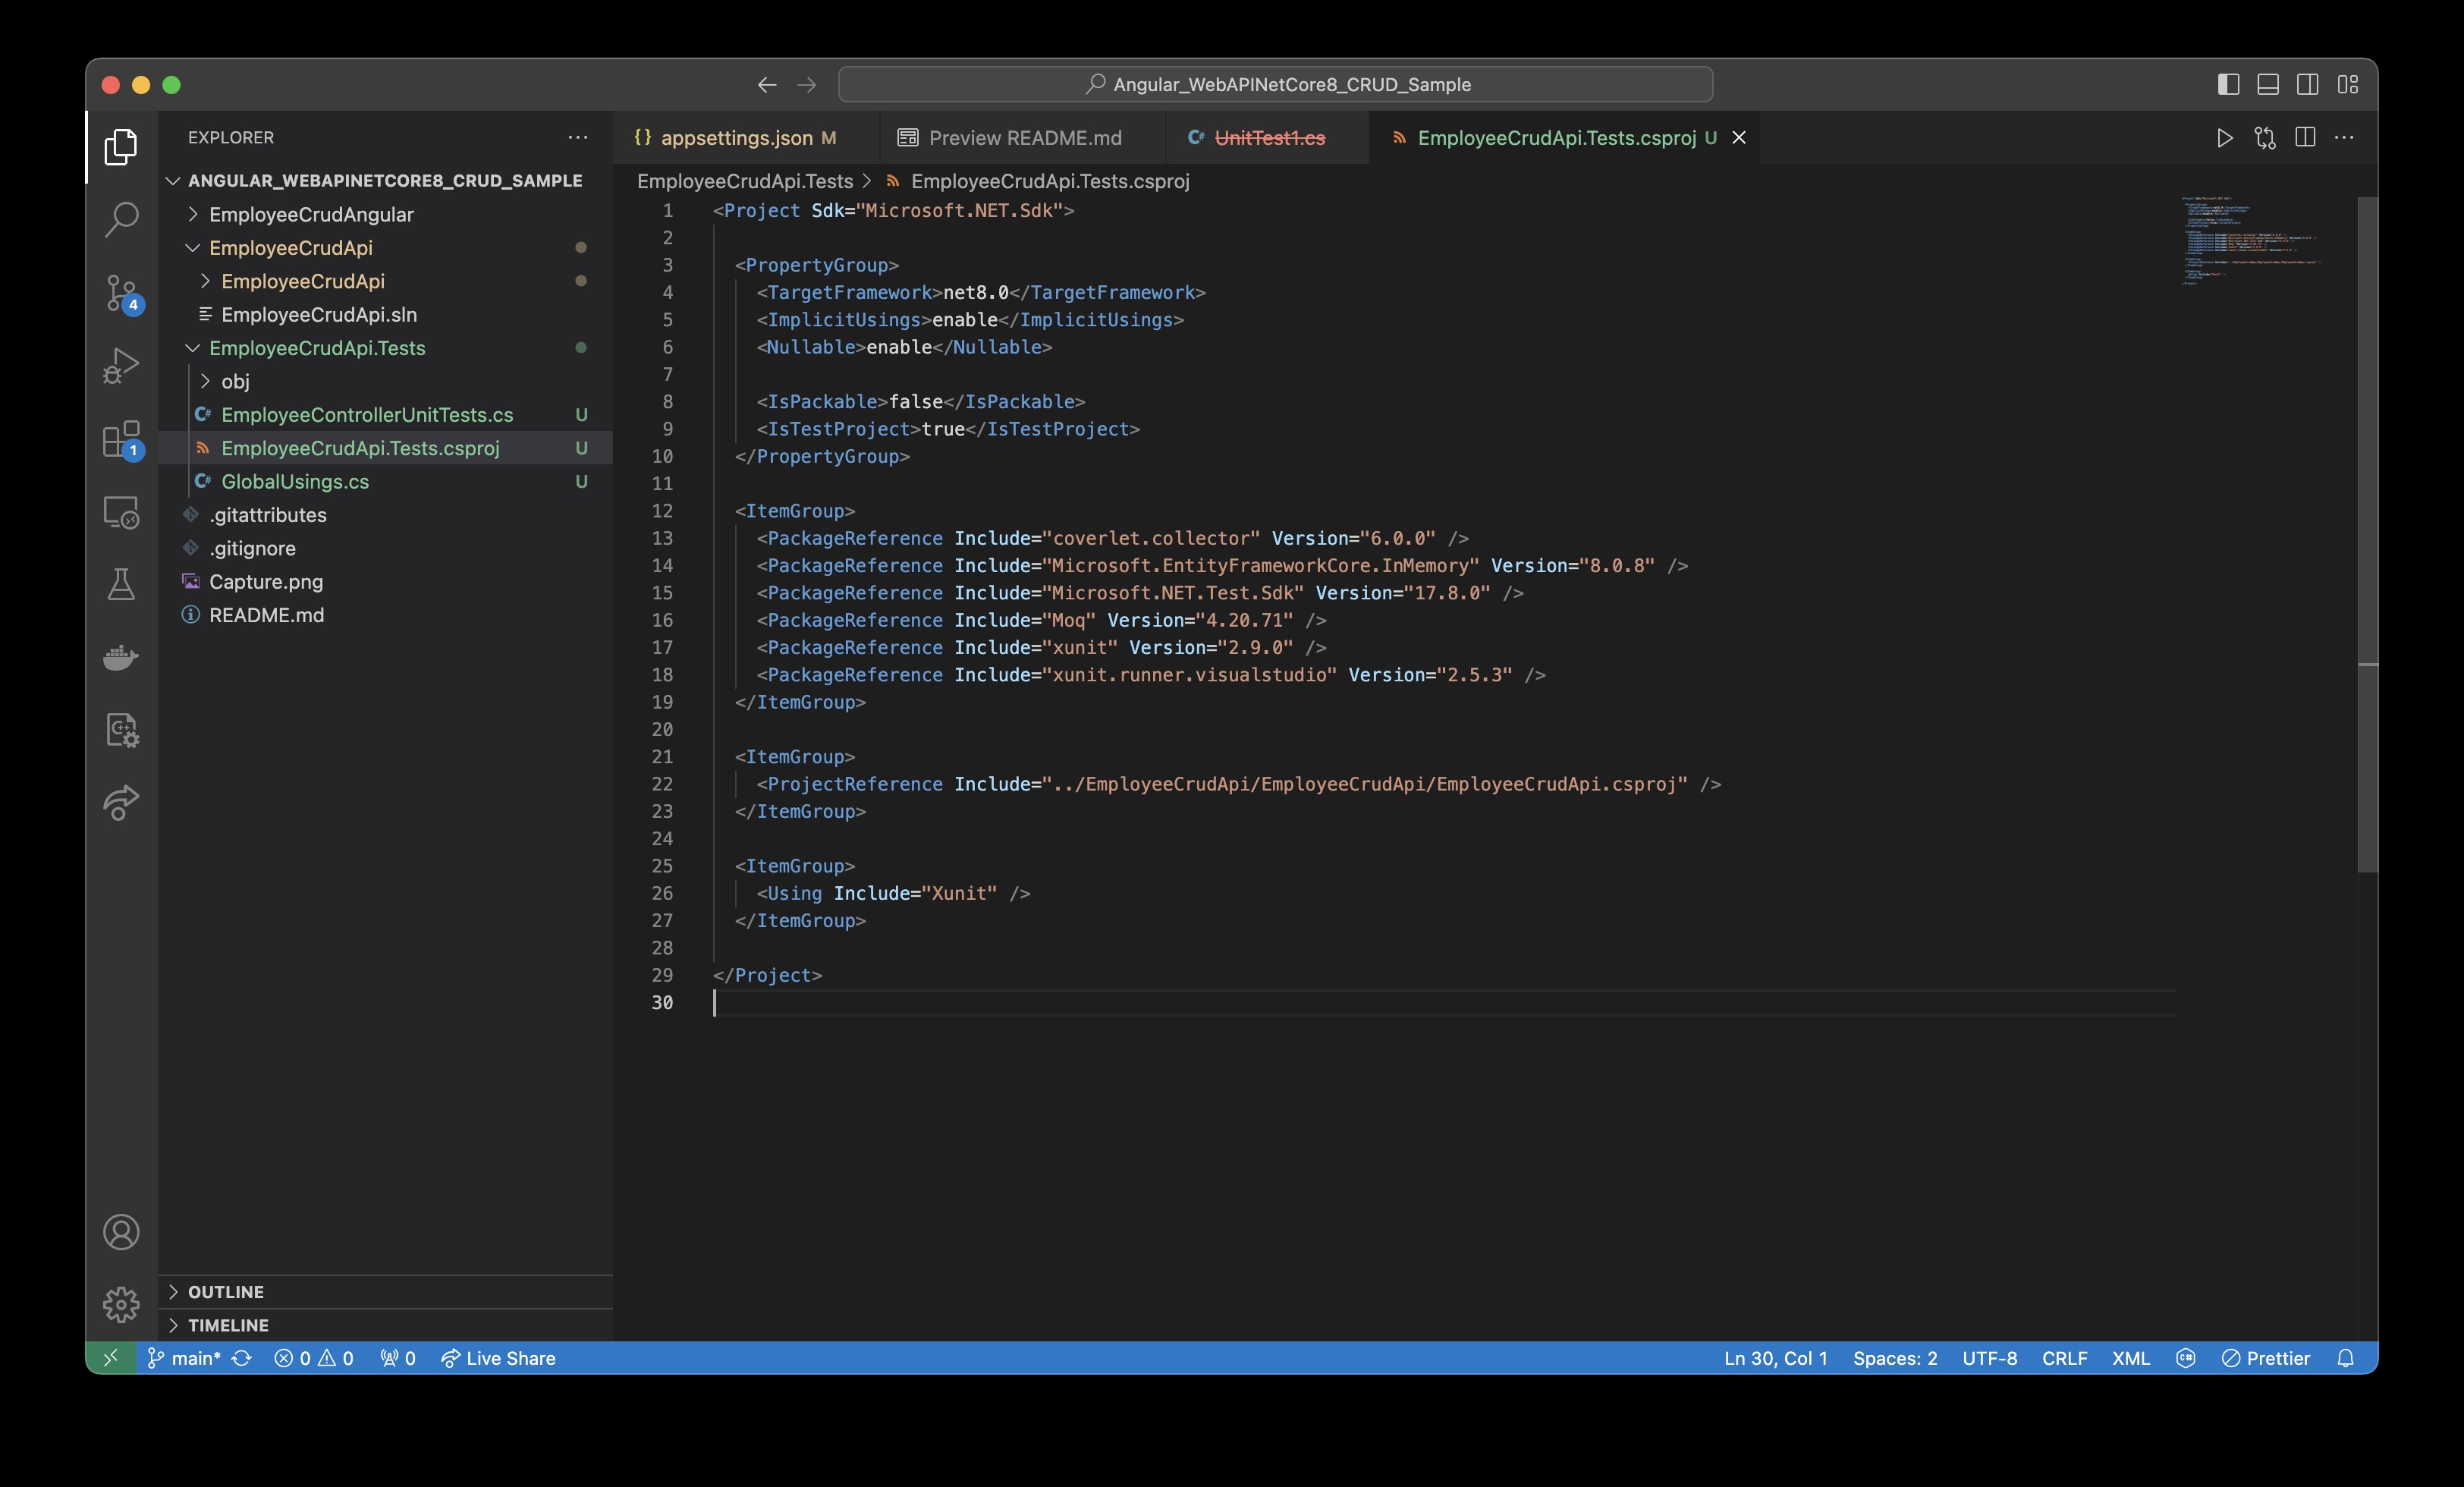 Angular_WebAPINetCore8_CRUD_Sample
EXPLORER
ANGULAR_WEBAPINETCORE8_CRUD_SAMPLE
EmployeeCrudAngular
EmployeeCrudApi
EmployeeCrudApi
EmployeeCrudApi.sln
EmployeeCrudApi.Tests
obj
EmployeeControllerUnitTests.cs U
EmployeeCrudApi.Tests.csproj U
GlobalUsings.cs U
.gitattributes
.gitignore
Capture.png
README.md
4
1
OUTLINE
TIMELINE
{} appsettings.json M
Preview README.md
C# UnitTest1.cs
EmployeeCrudApi.Tests.csproj U
EmployeeCrudApi.Tests > EmployeeCrudApi.Tests.csproj
1 <Project Sdk="Microsoft.NET.Sdk">
2
3 <PropertyGroup>
4 <TargetFramework>net8.0</TargetFramework>
5 <ImplicitUsings>enable</ImplicitUsings>
6 <Nullable>enable</Nullable>
7
8 <IsPackable>false</IsPackable>
9 <IsTestProject>true</IsTestProject>
10 </PropertyGroup>
11
12 <ItemGroup>
13 <PackageReference Include="coverlet.collector" Version="6.0.0" />
14 <PackageReference Include="Microsoft.EntityFrameworkCore.InMemory" Version="8.0.8" />
15 <PackageReference Include="Microsoft.NET.Test.Sdk" Version="17.8.0" />
16 <PackageReference Include="Moq" Version="4.20.71" />
17 <PackageReference Include="xunit" Version="2.9.0" />
18 <PackageReference Include="xunit.runner.visualstudio" Version="2.5.3" />
19 </ItemGroup>
20
21 <ItemGroup>
22 <ProjectReference Include="../EmployeeCrudApi/EmployeeCrudApi/EmployeeCrudApi.csproj" />
23 </ItemGroup>
24
25 <ItemGroup>
26 <Using Include="Xunit" />
27 </ItemGroup>
28
29 </Project>
30
main* 0 0 0 Live Share
Ln 30, Col 1 Spaces: 2 UTF-8 CRLF XML Prettier